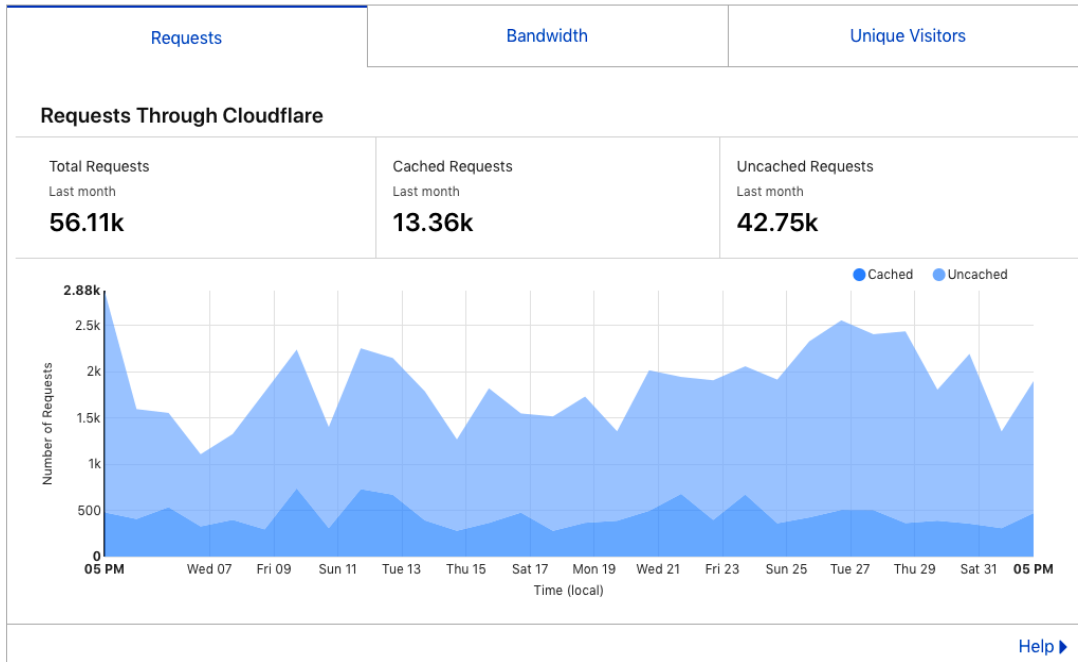 Requests
Bandwidth
Unique Visitors
Requests Through Cloudflare
Total Requests
Last month
56.11k
Cached Requests
Last month
13.36k
Uncached Requests
Last month
42.75k
Cached
Uncached
2.88k
2.5k
2k
1.5k
1k
500
0
Number of Requests
05 PM
Wed 07
Fri 09
Sun 11
Tue 13
Thu 15
Sat 17
Mon 19
Wed 21
Fri 23
Sun 25
Tue 27
Thu 29
Sat 31
05 PM
Time (local)
Help